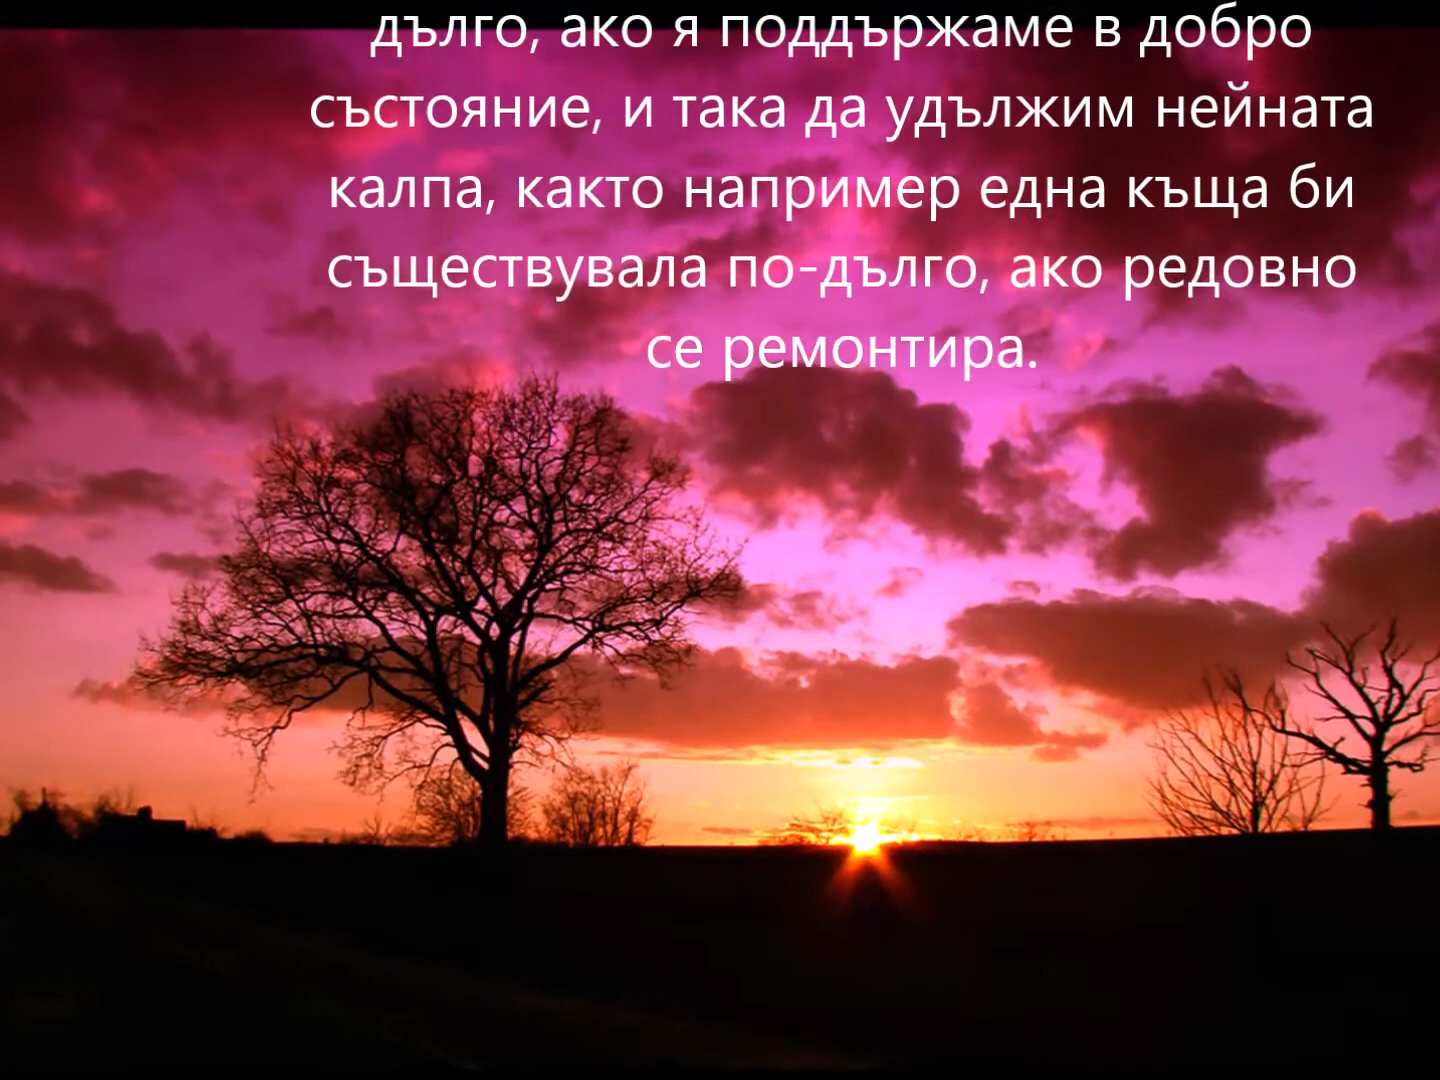 дълго, ако я поддържаме в добро
състояние, и така да удължим нейната
калпа, както например една къща би
съществувала по-дълго, ако редовно
се ремонтира.